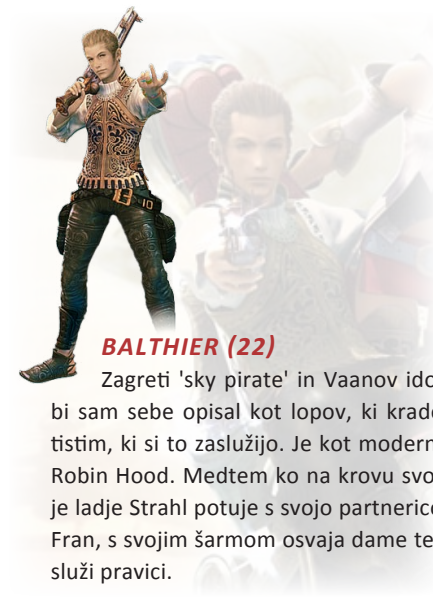 BALTHIER (22)
Zagreti 'sky pirate' in Vaanov ido
bi sam sebe opisal kot lopov, ki krade
tistim, ki si to zaslužijo. Je kot modern
Robin Hood. Medtem ko na krovu svo
je ladje Strahl potuje s svojo partnerico
Fran, s svojim šarmom osvaja dame te
služi pravici.